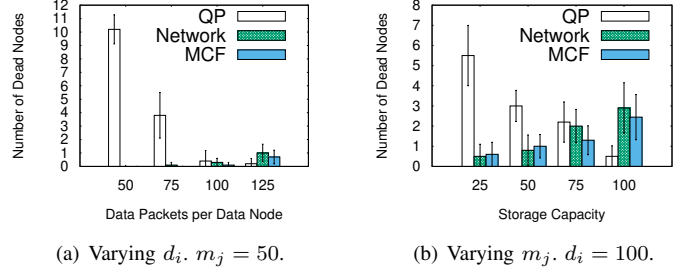 Number of Dead Nodes
12
11
10
9
8
7
6
5
4
3
2
1
0
QP
Network
MCF
50 75 100 125
Data Packets per Data Node
(a) Varying d_i. m_j = 50.
Number of Dead Nodes
8
7
6
5
4
3
2
1
0
QP
Network
MCF
25 50 75 100
Storage Capacity
(b) Varying m_j. d_i = 100.